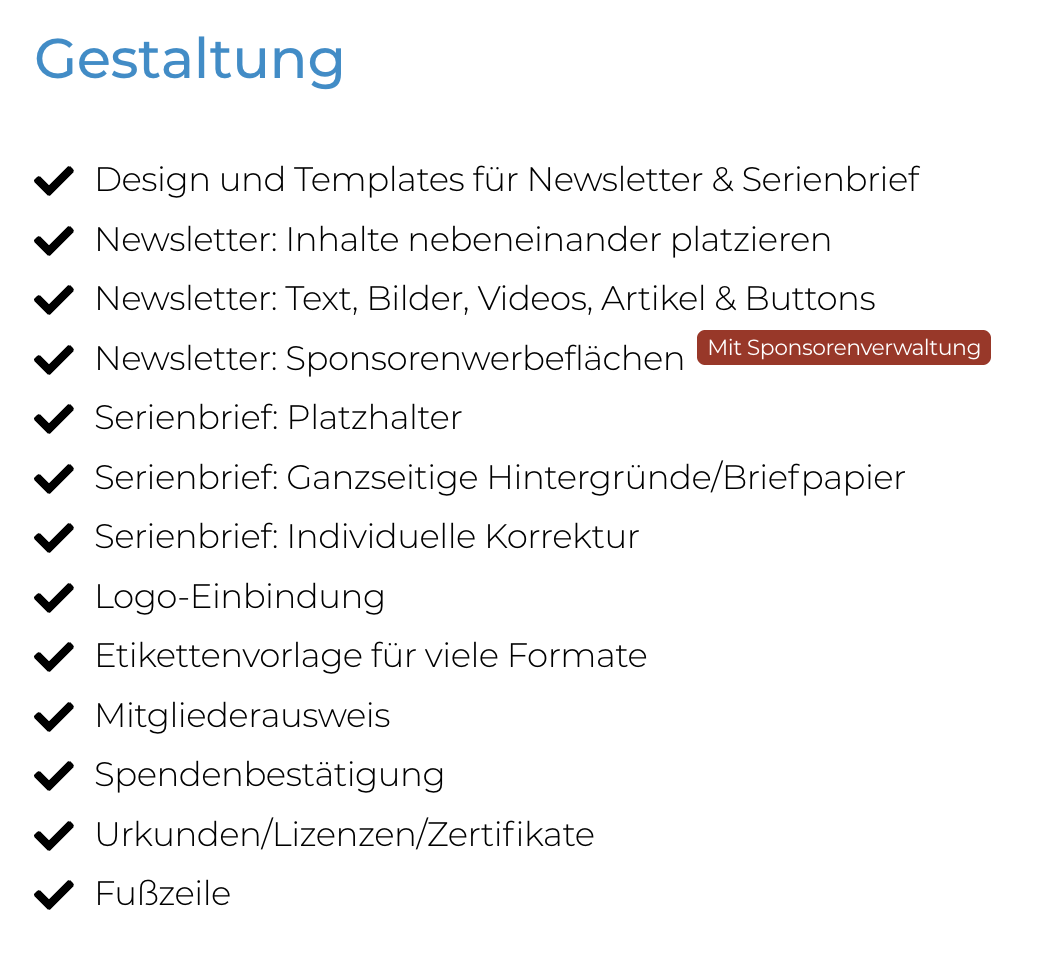 Gestaltung
Design und Templates für Newsletter & Serienbrief
Newsletter: Inhalte nebeneinander platzieren
Newsletter: Text, Bilder, Videos, Artikel & Buttons
Newsletter: Sponsorenwerbeflächen Mit Sponsorenverwaltung
Serienbrief: Platzhalter
Serienbrief: Ganzseitige Hintergründe/Briefpapier
Serienbrief: Individuelle Korrektur
Logo-Einbindung
Etikettenvorlage für viele Formate
Mitgliederausweis
Spendenbestätigung
Urkunden/Lizenzen/Zertifikate
Fußzeile